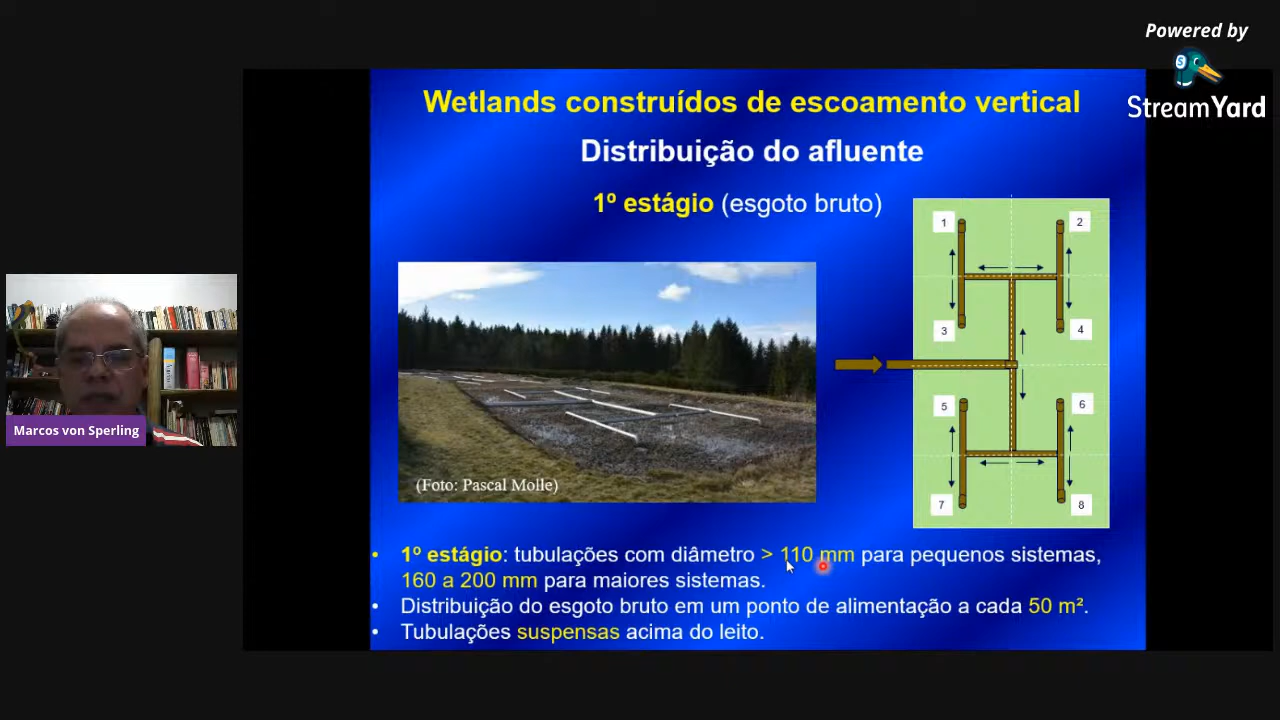 Powered by
StreamYard
Wetlands construídos de escoamento vertical
Distribuição do afluente
1º estágio (esgoto bruto)
1
2
3
4
5
6
7
8
(Foto: Pascal Molle)
Marcos von Sperling
• 1º estágio: tubulações com diâmetro > 110 mm para pequenos sistemas,
160 a 200 mm para maiores sistemas.
• Distribuição do esgoto bruto em um ponto de alimentação a cada 50 m².
• Tubulações suspensas acima do leito.